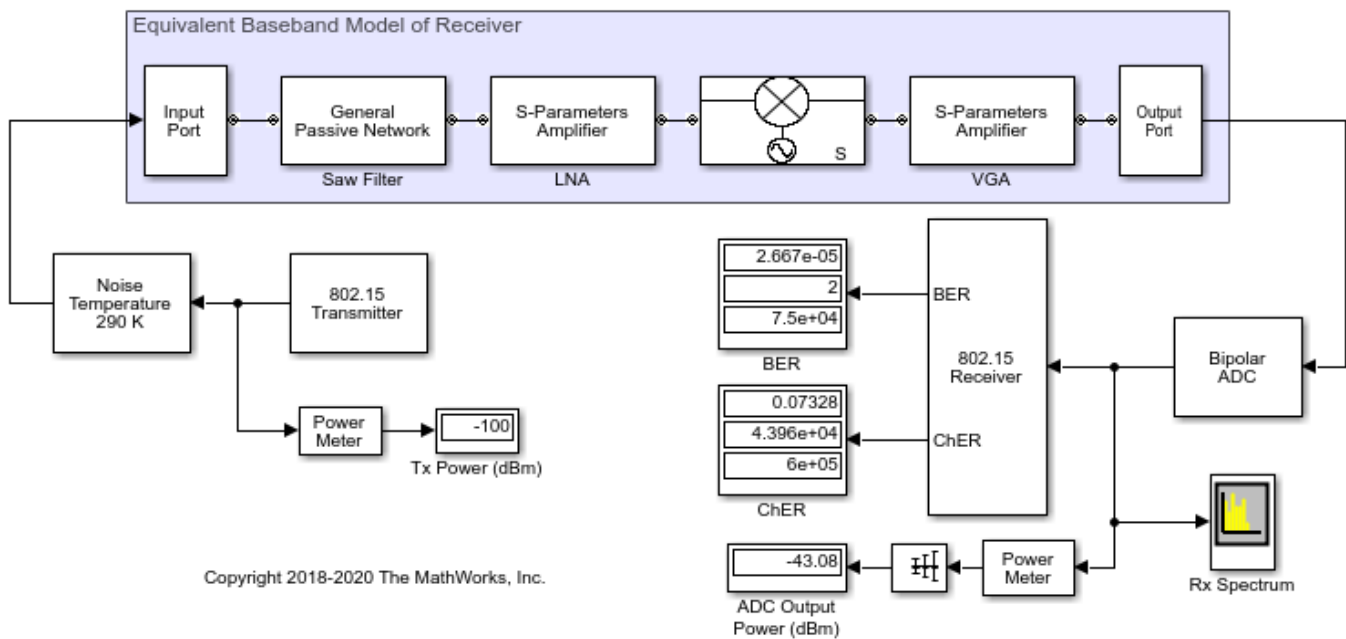 Equivalent Baseband Model of Receiver
Input
Port
General
Passive Network
Saw Filter
S-Parameters
Amplifier
LNA
S
S-Parameters
Amplifier
VGA
Output
Port
Noise
Temperature
290 K
802.15
Transmitter
Power
Meter
-100
Tx Power (dBm)
2.667e-05
2
7.5e+04
BER
0.07328
4.396e+04
6e+05
ChER
BER
802.15
Receiver
ChER
Bipolar
ADC
Rx Spectrum
Power
Meter
-43.08
ADC Output
Power (dBm)
Copyright 2018-2020 The MathWorks, Inc.